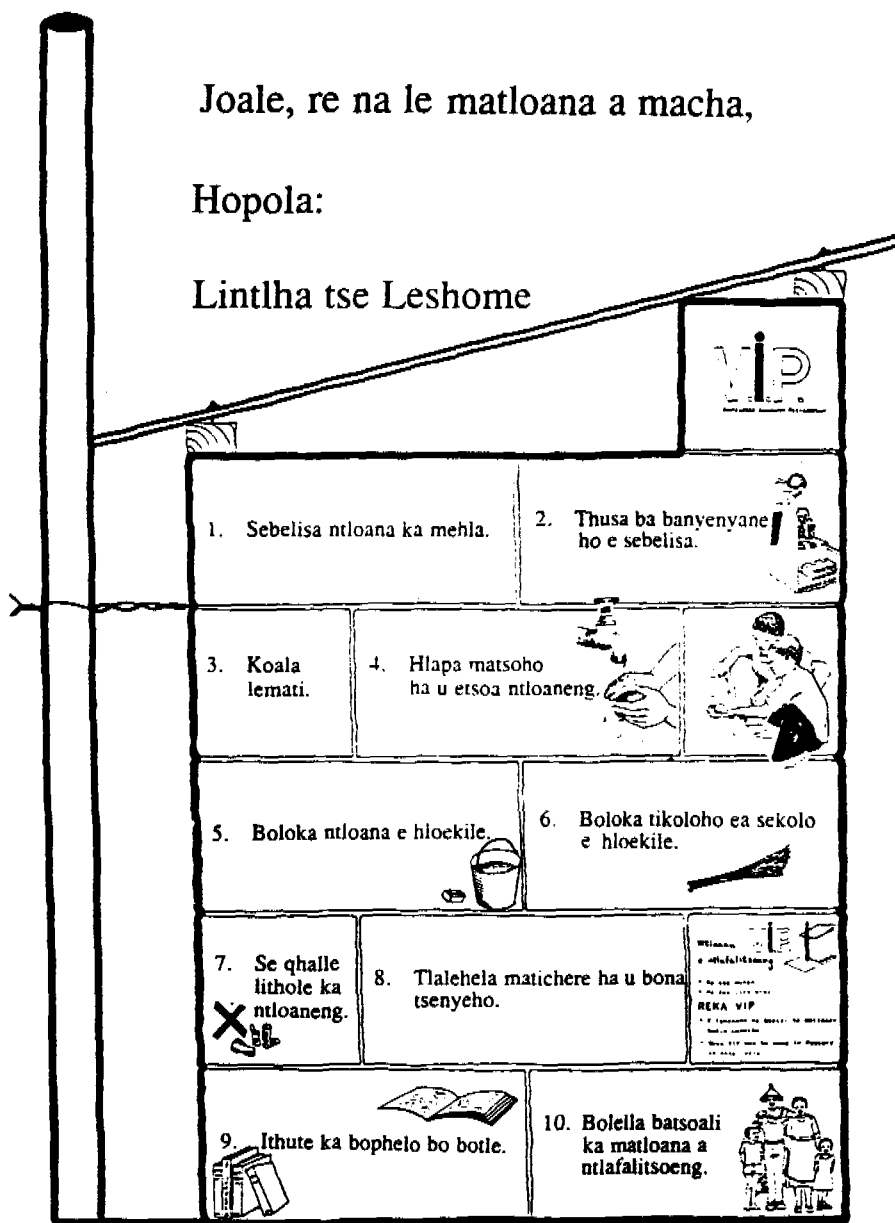 Joale, re na le matloana a macha,
Hopola:
Lintlha tse Leshome
VIP
1. Sebelisa ntloana ka mehla.
2. Thusa ba banyenyane
ho e sebelisa.
3. Koala
lemati.
4. Hlapa matsoho
ha u etsoa ntloaneng.
5. Boloka ntloana e hloekile.
6. Boloka tikoloho ea sekolo
e hloekile.
7. Se qhalle
lithole ka
ntloaneng.
8. Tlalehela matichere ha u bona
tsenyeho.
Ntloana
e ntlafalitsoeng
REKA VIP
9. Ithute ka bophelo bo botle.
10. Bolella batsoali
ka matloana a
ntlafalitsoeng.